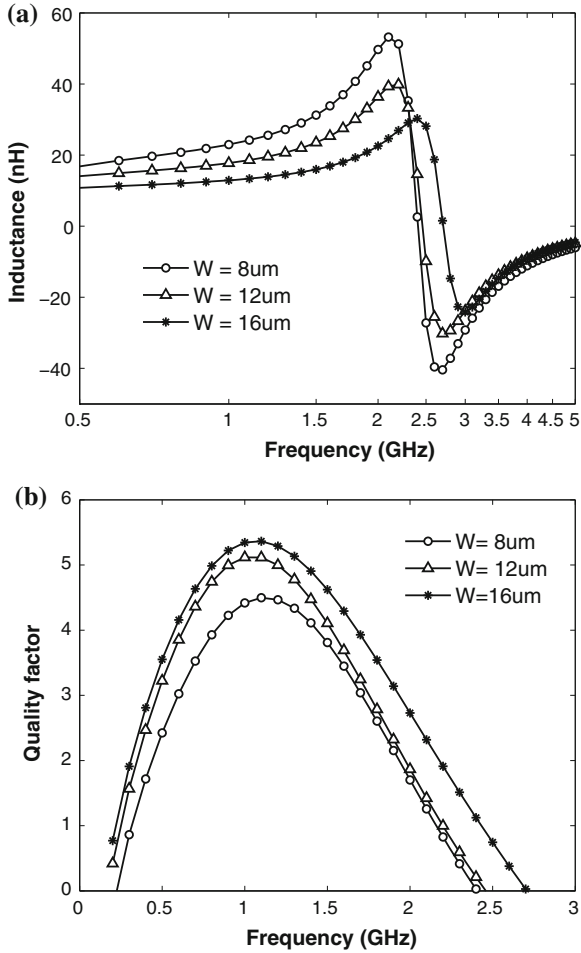 (a)
60
40
20
0
−20
−40
Inductance (nH)
W = 8um
W = 12um
W = 16um
0.5 1 1.5 2 2.5 3 3.5 4 4.5 5
Frequency (GHz)
(b)
6
5
4
3
2
1
0
Quality factor
W= 8um
W= 12um
W=16um
0 0.5 1 1.5 2 2.5 3
Frequency (GHz)